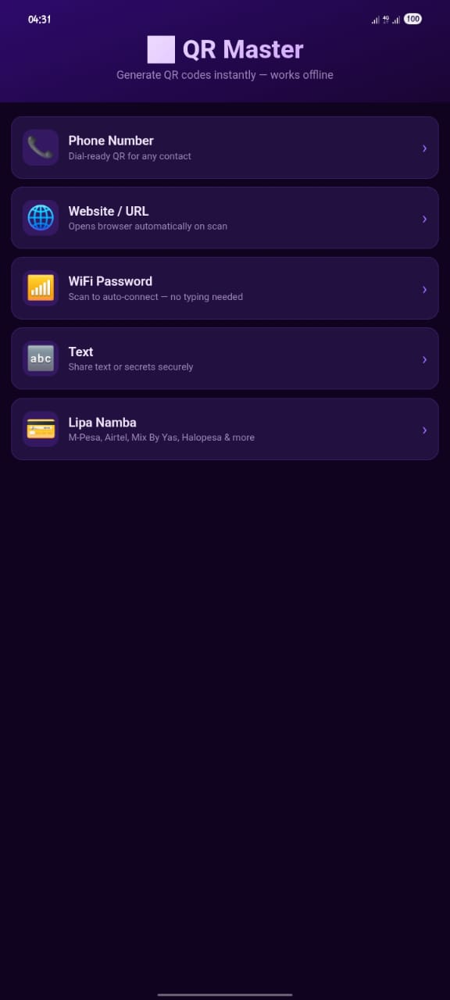 04:31
4G
100
QR Master
Generate QR codes instantly — works offline
Phone Number
Dial-ready QR for any contact
›
Website / URL
Opens browser automatically on scan
›
WiFi Password
Scan to auto-connect — no typing needed
›
abc
Text
Share text or secrets securely
›
Lipa Namba
M-Pesa, Airtel, Mix By Yas, Halopesa & more
›